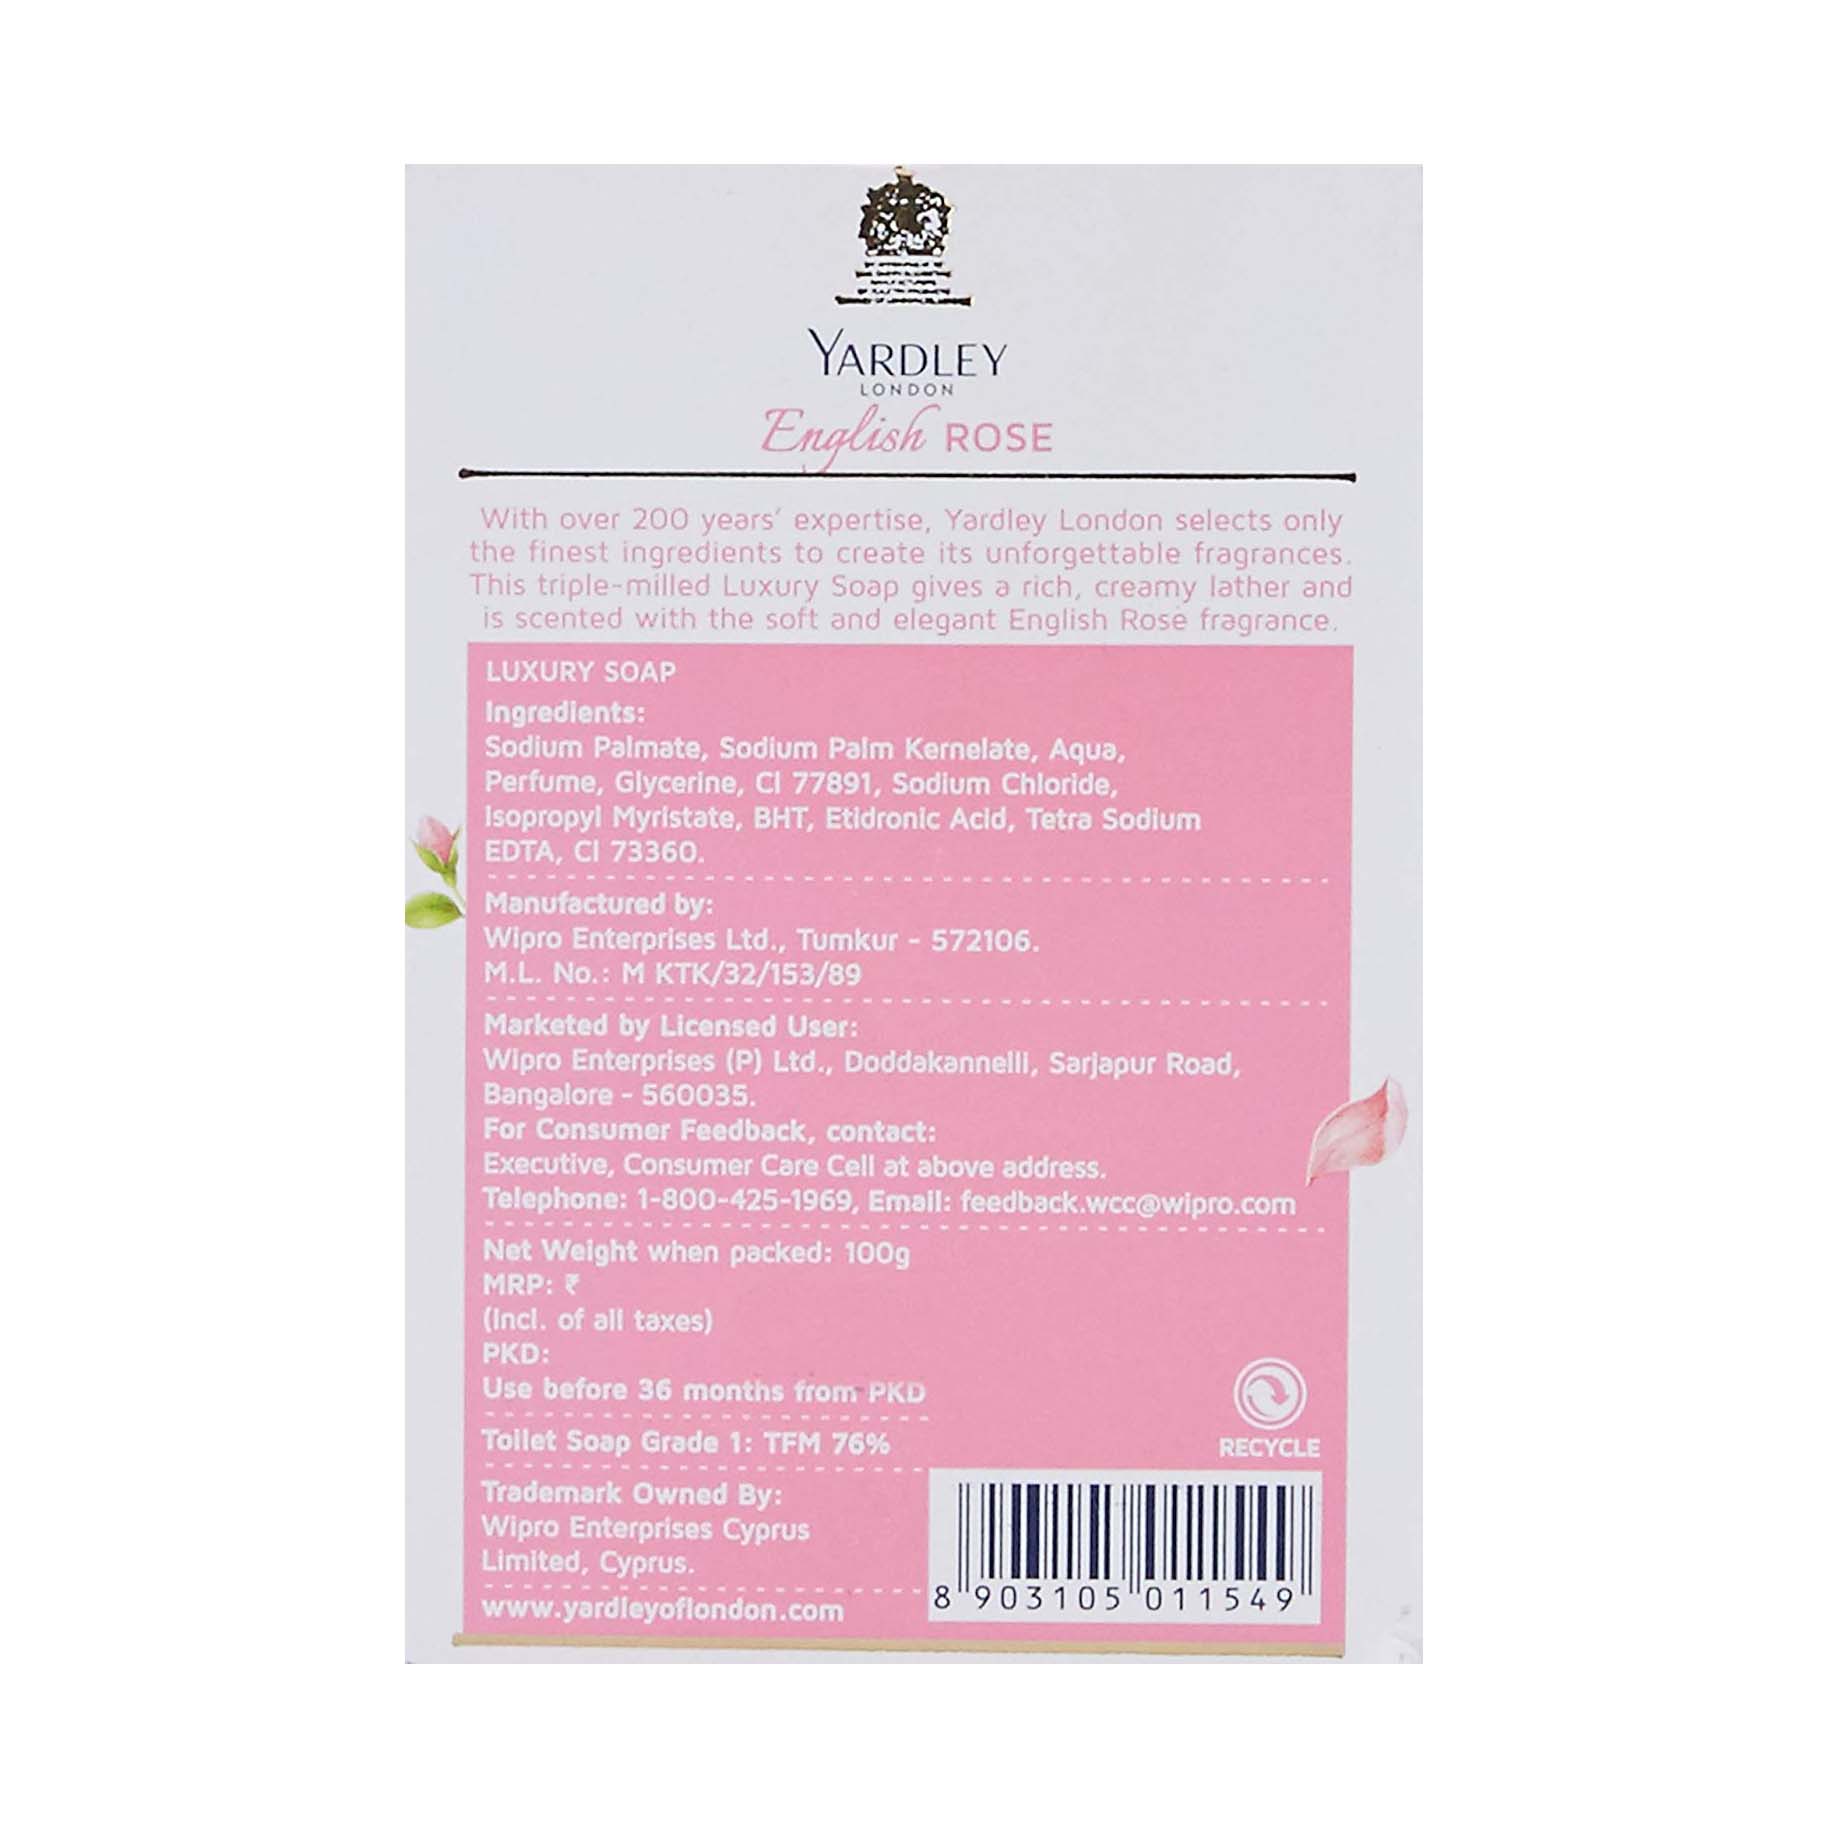 YARDLEY
LONDON
English ROSE
With over 200 years' expertise, Yardley London selects only
the finest ingredients to create its unforgettable fragrances.
This triple-milled Luxury Soap gives a rich, creamy lather and
is scented with the soft and elegant English Rose fragrance.
LUXURY SOAP
Ingredients:
Sodium Palmate, Sodium Palm Kernelate, Aqua,
Perfume, Glycerine, CI 77891, Sodium Chloride,
Isopropyl Myristate, BHT, Etidronic Acid, Tetra Sodium
EDTA, CI 73360.
Manufactured by:
Wipro Enterprises Ltd., Tumkur - 572106.
M.L. No.: M KTK/32/153/89
Marketed by Licensed User:
Wipro Enterprises (P) Ltd., Doddakannelli, Sarjapur Road,
Bangalore - 560035.
For Consumer Feedback, contact:
Executive, Consumer Care Cell at above address.
Telephone: 1-800-425-1969, Email: feedback.wcc@wipro.com
Net Weight when packed: 100g
MRP: ₹
(Incl. of all taxes)
PKD:
Use before 36 months from PKD
Toilet Soap Grade 1: TFM 76%
RECYCLE
Trademark Owned By:
Wipro Enterprises Cyprus
Limited, Cyprus.
www.yardleyoflondon.com
8 903105 011549